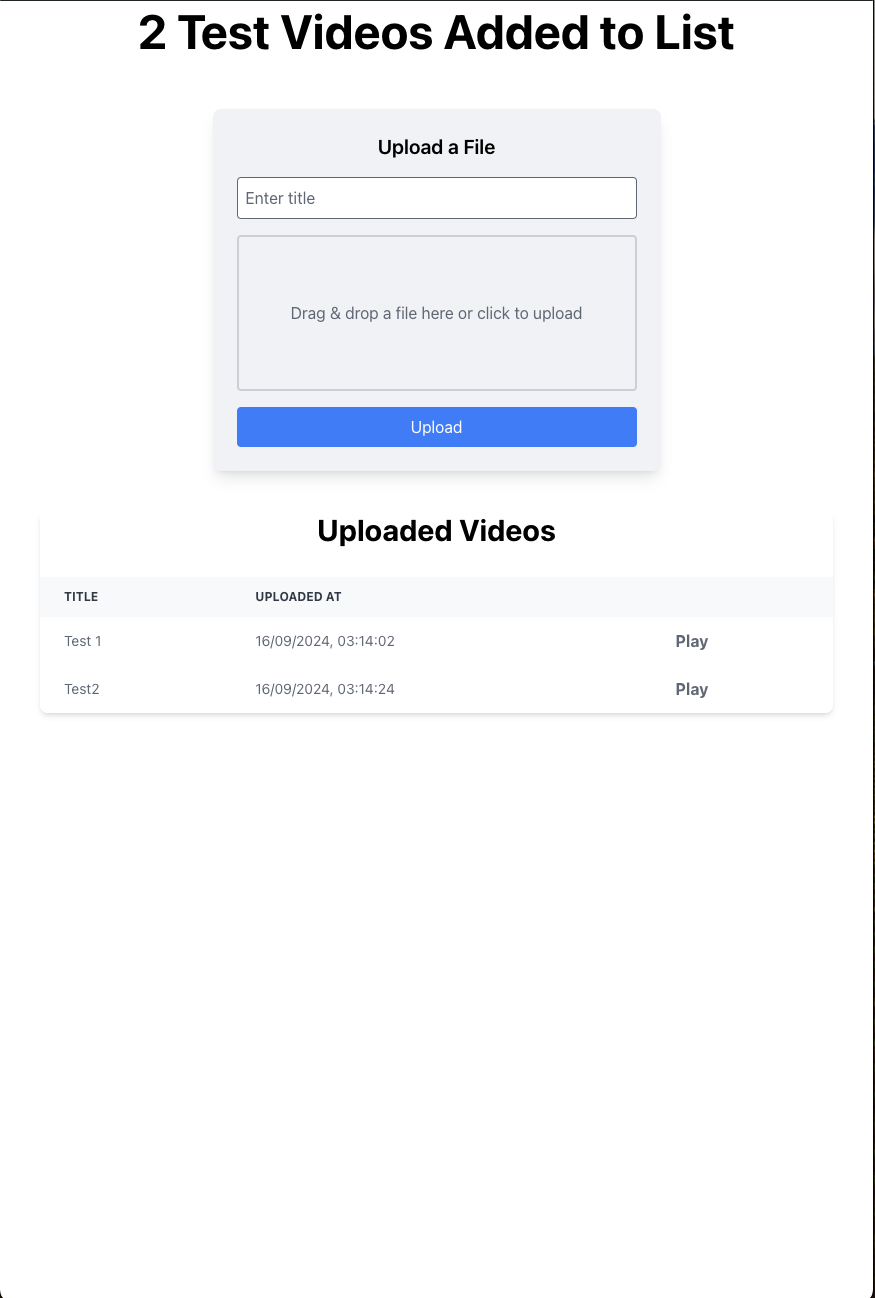 2 Test Videos Added to List
Upload a File
Enter title
Drag & drop a file here or click to upload
Upload
Uploaded Videos
TITLE UPLOADED AT
Test 1 16/09/2024, 03:14:02 Play
Test2 16/09/2024, 03:14:24 Play